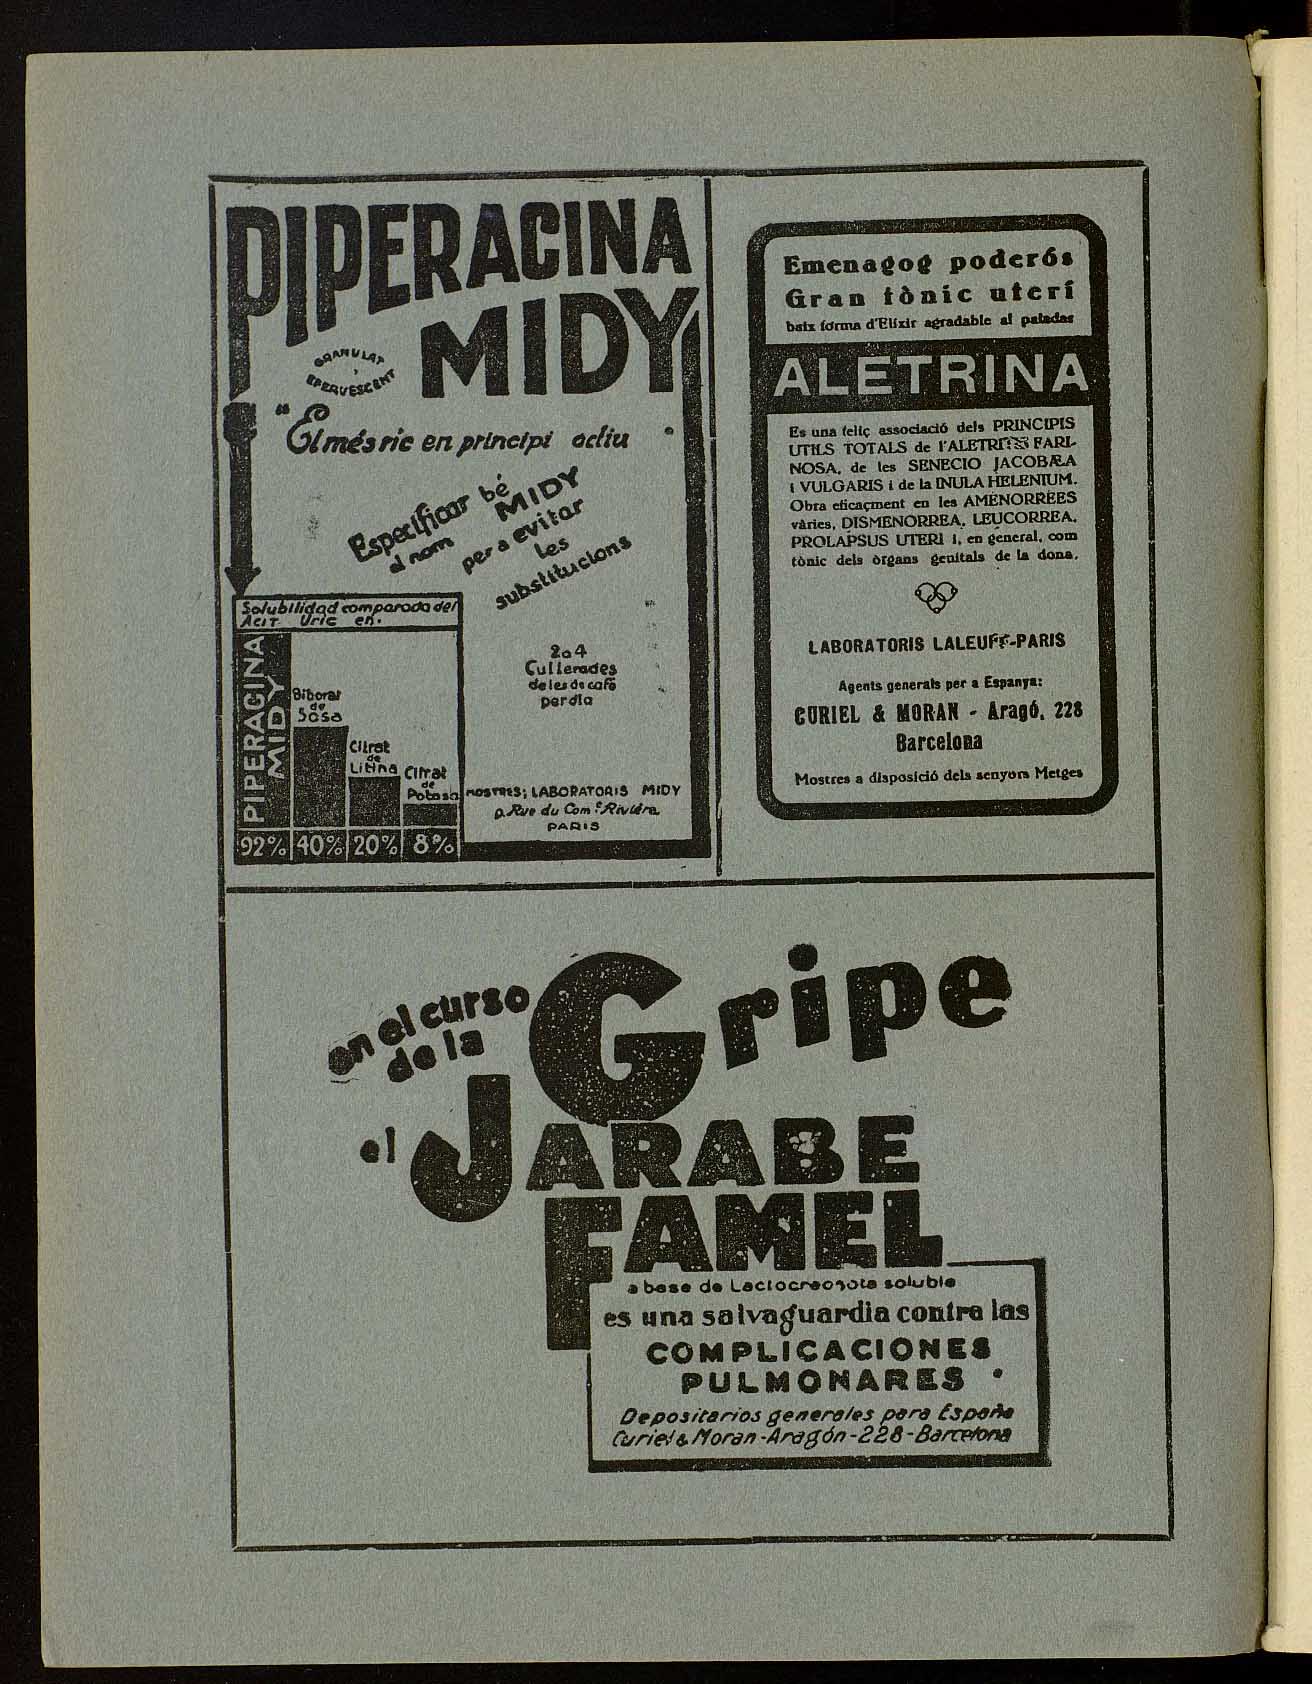 PIPERACINA
MIDY
GRANULAT
I
EFERVESCENT
"El més ric en principi actiu"
Especificar bé
al nom MIDY
per a evitar
les
substitucions
Solubilidad comparada del
Acit Uric en.
PIPERACINA
MIDY
Biborat
de
Sosa
Citrat
de
Litina
Citrat
de
Potasa
92% 40% 20% 8%
2 a 4
Cullerades
de les de cafè
per dia
MOSTRES; LABORATORIS MIDY
9. Rue du Com.t Rivière
PARIS
Emenagog poderós
Gran tònic uterí
baix forma d'Elixir agradable al paladar
ALETRINA
Es una feliç associació dels PRINCIPIS
UTILS TOTALS de l'ALETRIS FARI-
NOSA, de les SENECIO JACOBÆA
i VULGARIS i de la INULA HELENIUM.
Obra eficaçment en les AMENORREES
vàries, DISMENORREA, LEUCORREA,
PROLAPSUS UTERI i, en general, com
tònic dels òrgans genitals de la dona.
LABORATORIS LALEUFF-PARIS
Agents generals per a Espanya:
CURIEL & MORAN - Aragó, 228
Barcelona
Mostres a disposició dels senyors Metges
en el curso
de la
Gripe
el JARABE
FAMEL
a base de Lactocreosota soluble
es una salvaguardia contra las
COMPLICACIONES
PULMONARES
Depositarios generales para España
Curiel & Moran-Aragón-228-Barcelona